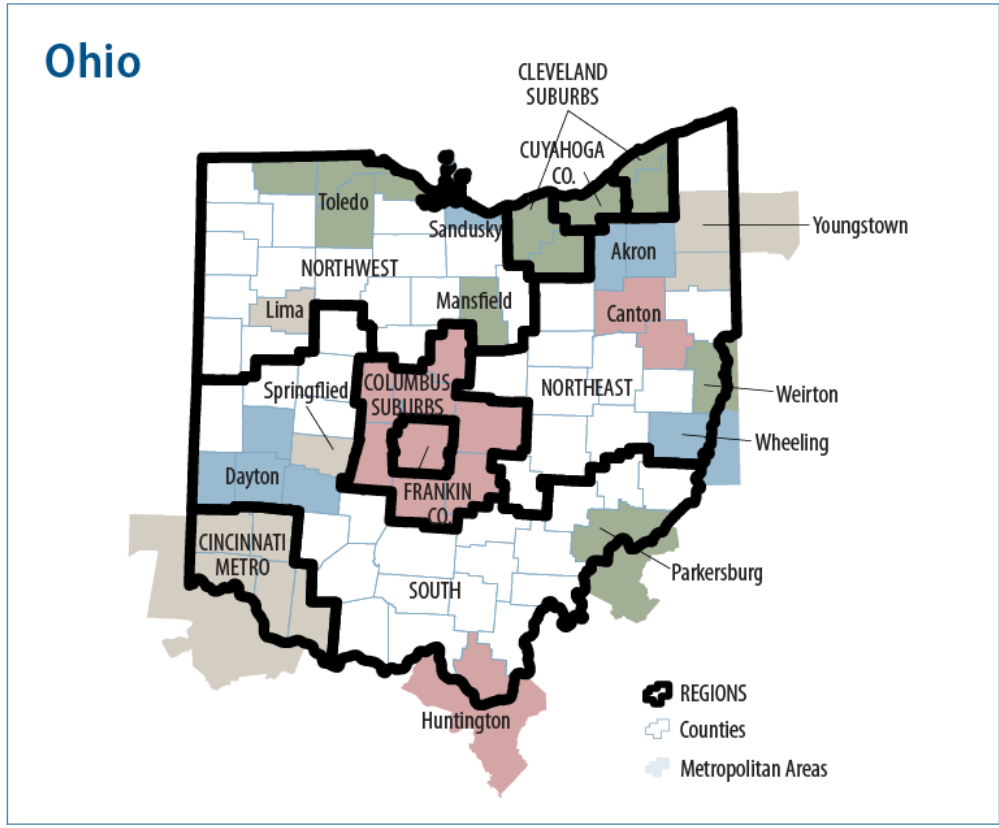 Ohio
CLEVELAND
SUBURBS
CUYAHOGA
CO.
Toledo
Sandusky
Youngstown
Akron
NORTHWEST
Lima
Mansfield
Canton
Springflied
COLUMBUS
SUBURBS
NORTHEAST
Weirton
Wheeling
Dayton
FRANKIN
CO.
CINCINNATI
METRO
Parkersburg
SOUTH
Huntington
REGIONS
Counties
Metropolitan Areas